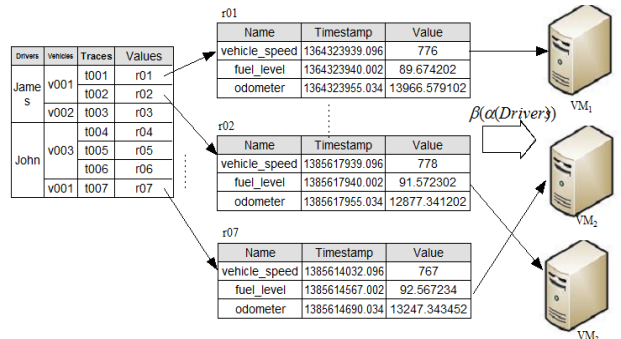 Drivers Vehicles Traces Values
James v001 t001 r01
t002 r02
v002 t003 r03
John v003 t004 r04
t005 r05
t006 r06
v001 t007 r07
r01
Name Timestamp Value
vehicle_speed 1364323939.096 776
fuel_level 1364323940.002 89.674202
odometer 1364323955.034 13966.579102
r02
Name Timestamp Value
vehicle_speed 1385617939.096 778
fuel_level 1385617940.002 91.572302
odometer 1385617955.034 12877.341202
r07
Name Timestamp Value
vehicle_speed 1385614032.096 767
fuel_level 1385614567.002 92.567234
odometer 1385614690.034 13247.343452
β(α(Drivers))
VM1
VM2